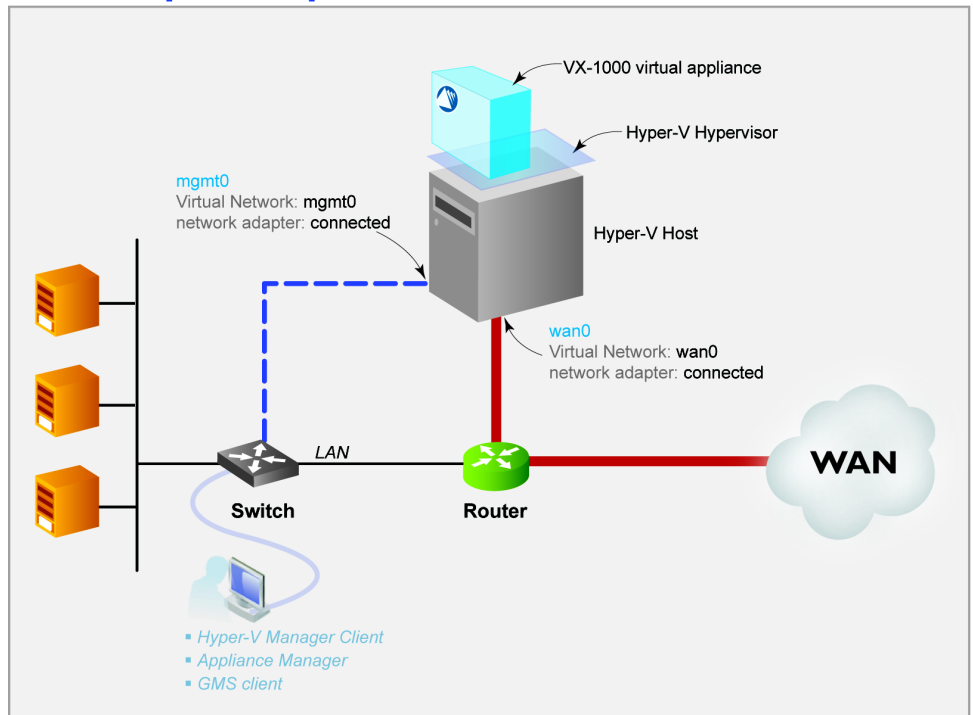 VX-1000 virtual appliance
Hyper-V Hypervisor
mgmt0
Virtual Network: mgmt0
network adapter: connected
Hyper-V Host
wan0
Virtual Network: wan0
network adapter: connected
LAN
WAN
Switch
Router
▪ Hyper-V Manager Client
▪ Appliance Manager
▪ GMS client